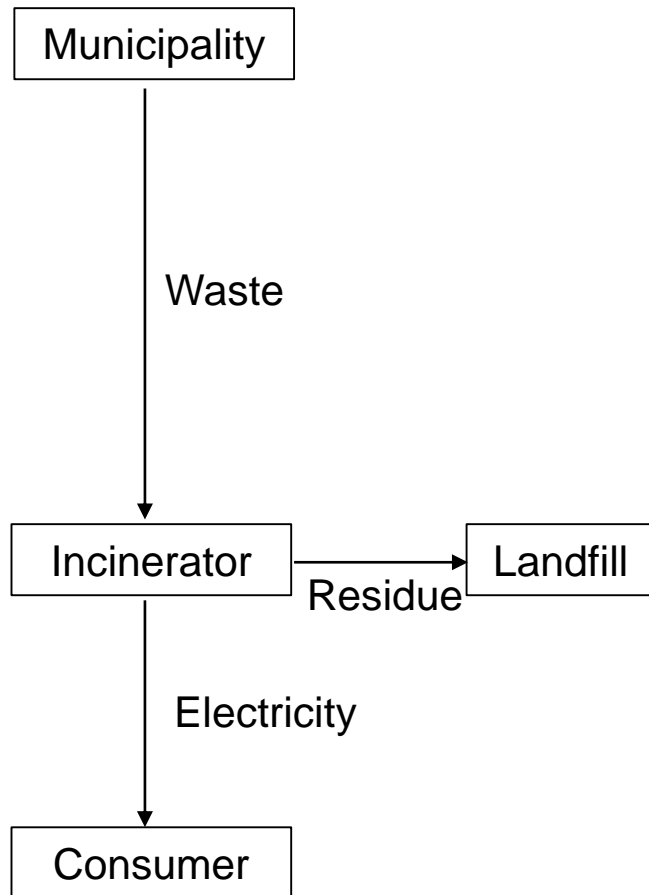 Municipality
Waste
Incinerator
Landfill
Residue
Electricity
Consumer